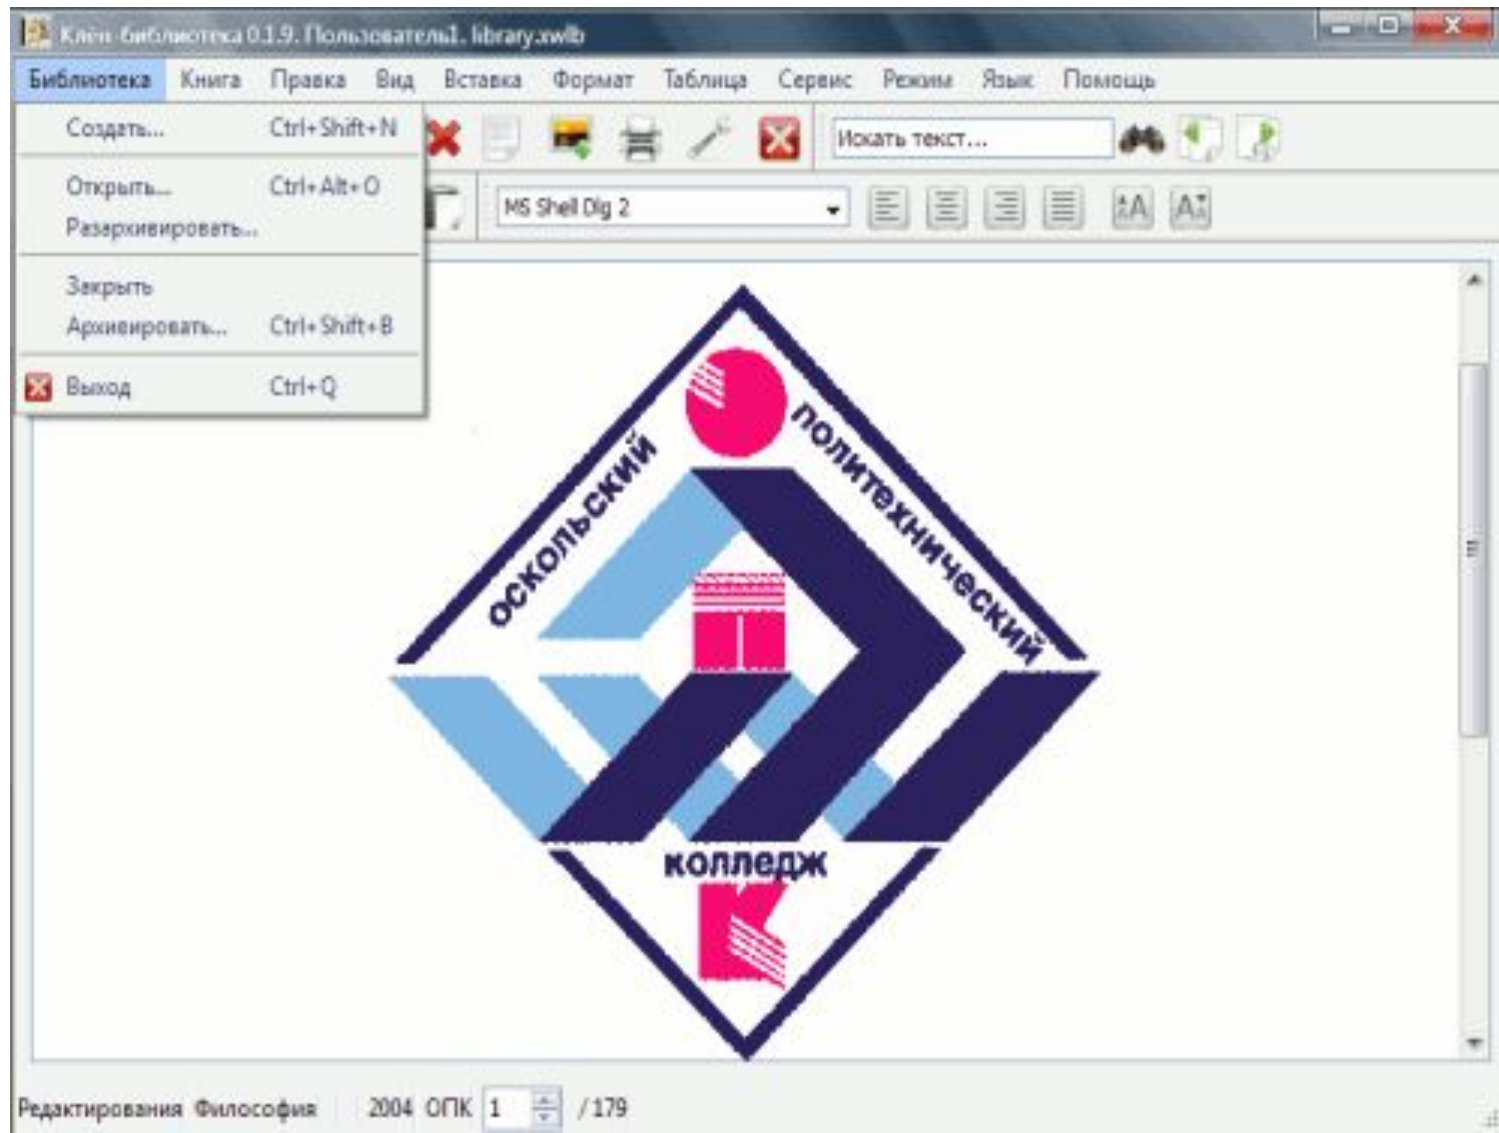 Клён-библиотека 0.1.9. Пользователь1. library.xwlb
Библиотека Книга Правка Вид Вставка Формат Таблица Сервис Режим Язык Помощь
Создать... Ctrl+Shift+N
Искать текст...
Открыть... Ctrl+Alt+O
MS Shell Dlg 2
Разархивировать...
Закрыть
Архивировать... Ctrl+Shift+B
Выход Ctrl+Q
оскольский
политехнический
колледж
Редактирования Философия 2004 ОПК 1 / 179